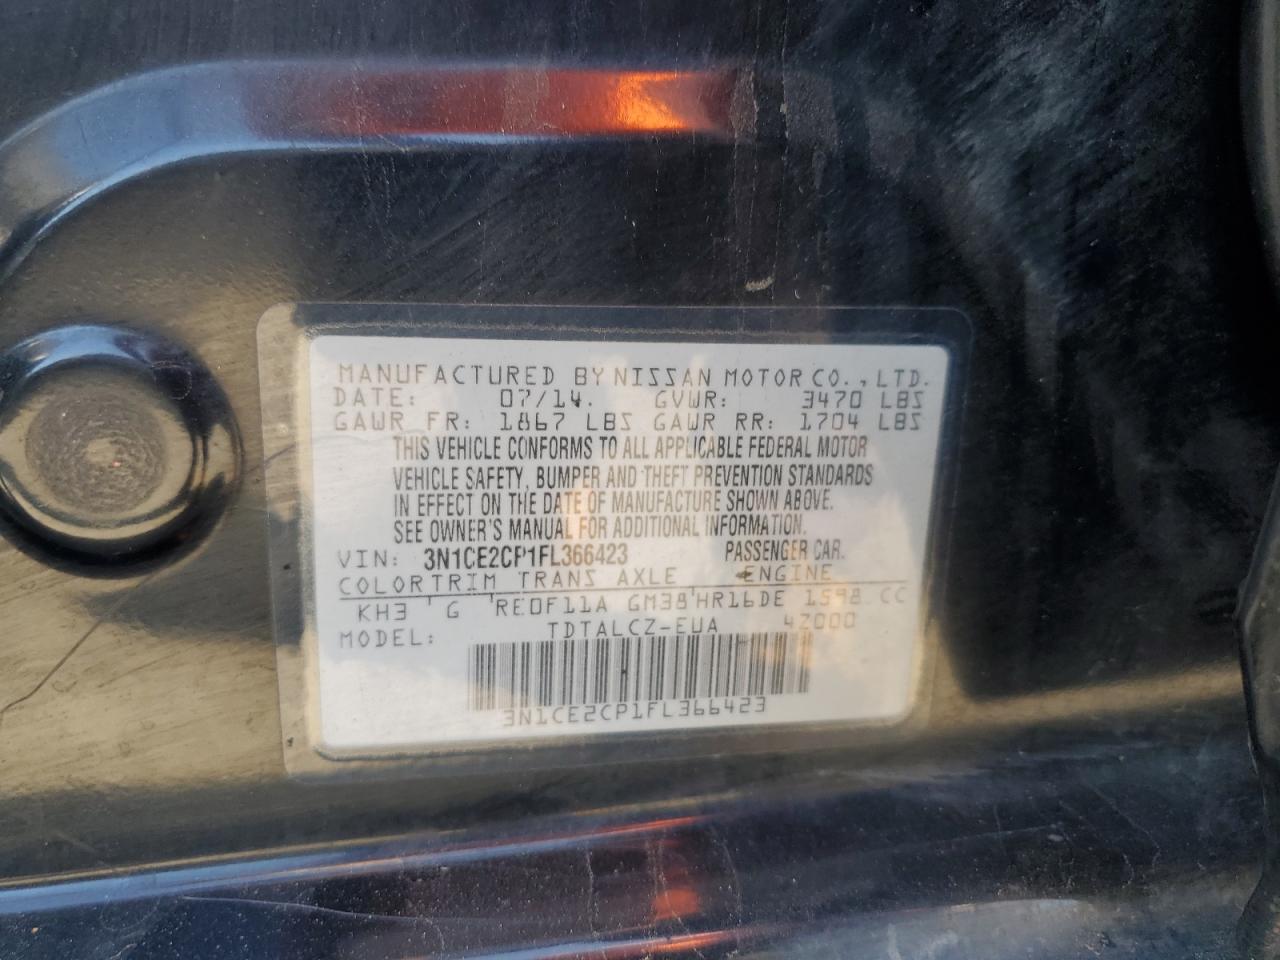 MANUFACTURED BY NISSAN MOTOR CO., LTD.
DATE: 07/14. GVWR: 3470 LBS
GAWR FR: 1867 LBS GAWR RR: 1704 LBS
THIS VEHICLE CONFORMS TO ALL APPLICABLE FEDERAL MOTOR
VEHICLE SAFETY, BUMPER AND THEFT PREVENTION STANDARDS
IN EFFECT ON THE DATE OF MANUFACTURE SHOWN ABOVE.
SEE OWNER'S MANUAL FOR ADDITIONAL INFORMATION.
VIN: 3N1CE2CP1FL366423 PASSENGER CAR.
COLOR TRIM TRANS AXLE ENGINE
KH3 G RE0F11A GM38 HR16DE 1598 CC
MODEL: TDTALCZ-EUA 4Z000
3N1CE2CP1FL366423